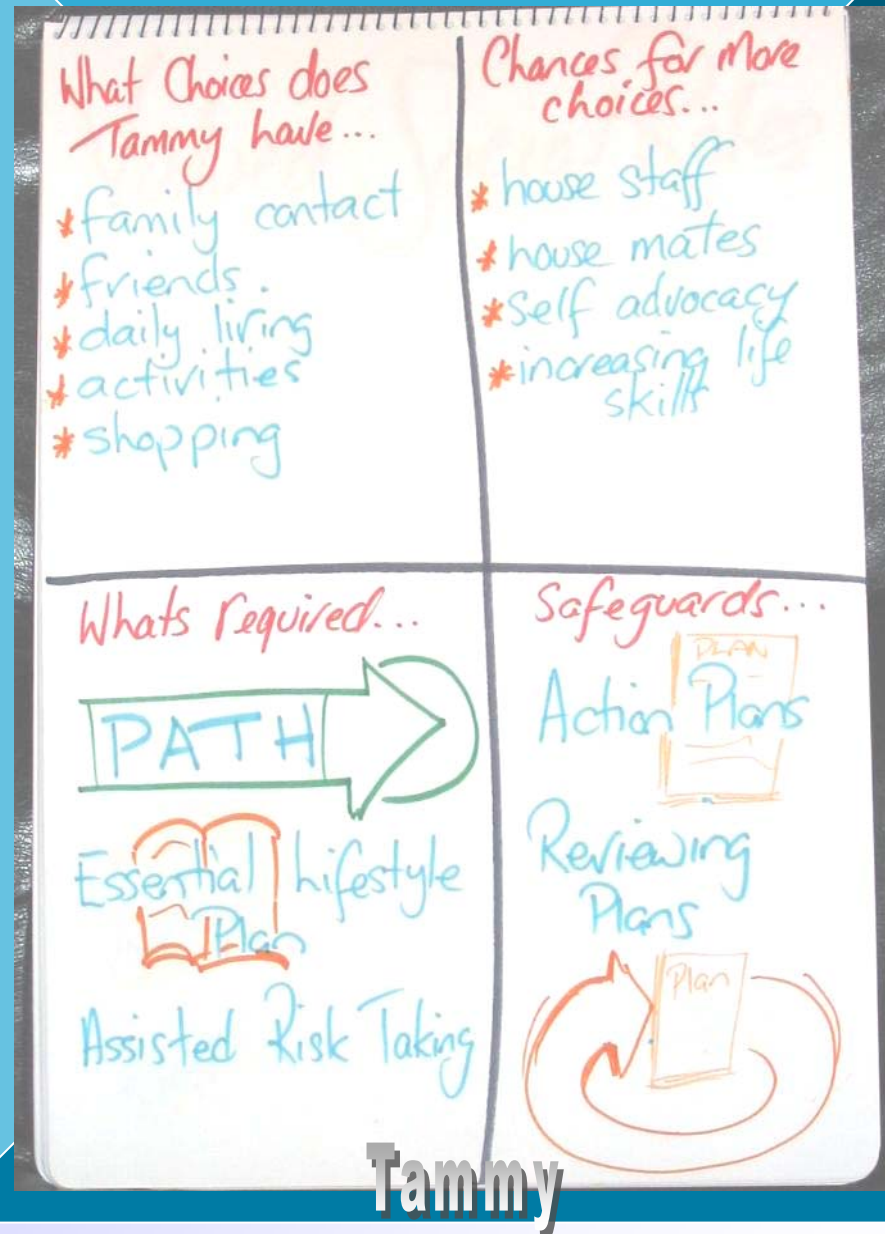 What Choices does
Tammy have...
* family contact
* friends.
* daily living
* activities
* shopping
Chances for More
choices...
* house staff
* house mates
* self advocacy
* increasing life
skills
Whats required...
PATH
Essential Lifestyle
Plan
Assisted Risk Taking
Safeguards...
PLAN
Action Plans
Reviewing
Plans
Plan
Tammy